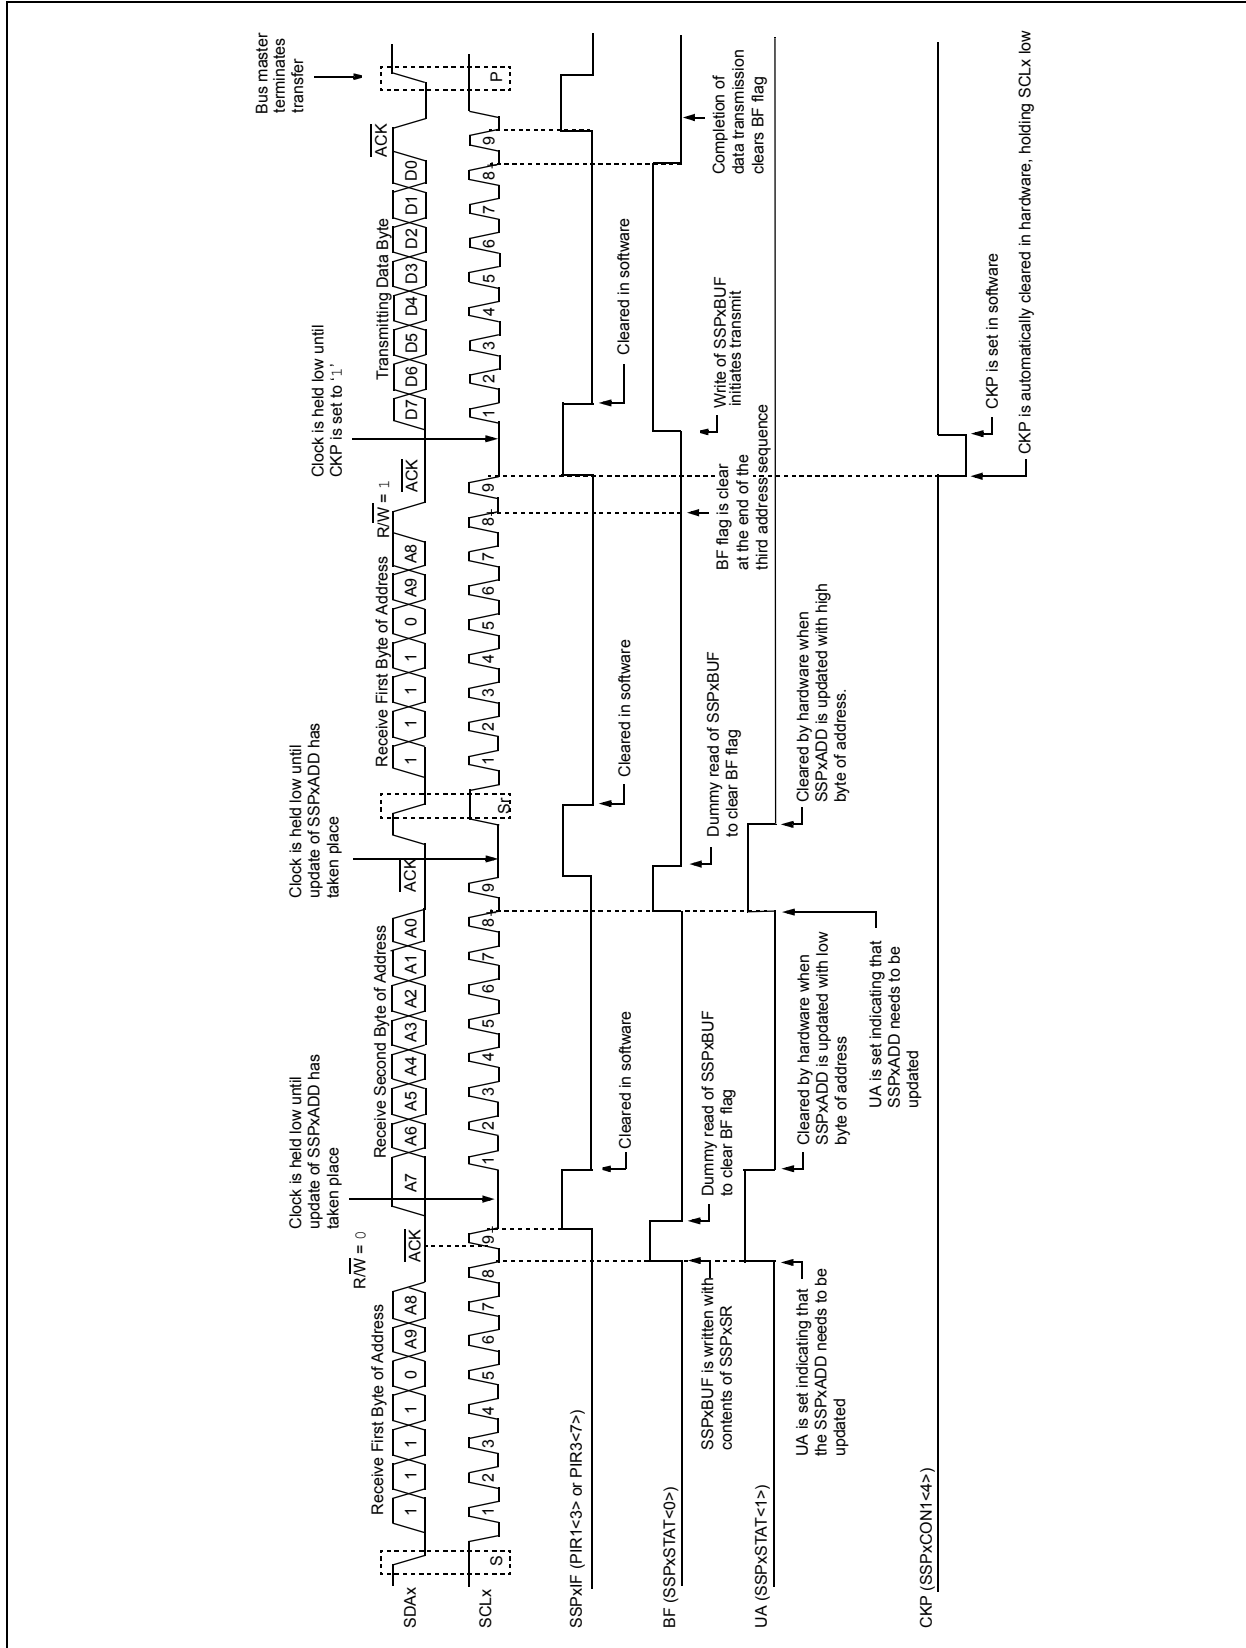 Bus master
terminates
transfer
Clock is held low until
CKP is set to ‘1’
Clock is held low until
update of SSPxADD has
taken place
Clock is held low until
update of SSPxADD has
taken place
R/W = 0
R/W = 1
Receive First Byte of Address
ACK
Receive Second Byte of Address
ACK
Receive First Byte of Address
ACK
Transmitting Data Byte
ACK
SDAx
1 1 1 1 0 A9 A8
A7 A6 A5 A4 A3 A2 A1 A0
1 1 1 1 0 A9 A8
D7 D6 D5 D4 D3 D2 D1 D0
SCLx
S
1 2 3 4 5 6 7 8 9
1 2 3 4 5 6 7 8 9
Sr
1 2 3 4 5 6 7 8 9
1 2 3 4 5 6 7 8 9
P
SSPxIF (PIR1<3> or PIR3<7>)
Cleared in software
Cleared in software
Cleared in software
BF (SSPxSTAT<0>)
SSPxBUF is written with
contents of SSPxSR
Dummy read of SSPxBUF
to clear BF flag
Dummy read of SSPxBUF
to clear BF flag
BF flag is clear
at the end of the
third address sequence
Write of SSPxBUF
initiates transmit
Completion of
data transmission
clears BF flag
UA (SSPxSTAT<1>)
UA is set indicating that
the SSPxADD needs to be
updated
Cleared by hardware when
SSPxADD is updated with low
byte of address
UA is set indicating that
SSPxADD needs to be
updated
Cleared by hardware when
SSPxADD is updated with high
byte of address.
CKP (SSPxCON1<4>)
CKP is set in software
CKP is automatically cleared in hardware, holding SCLx low